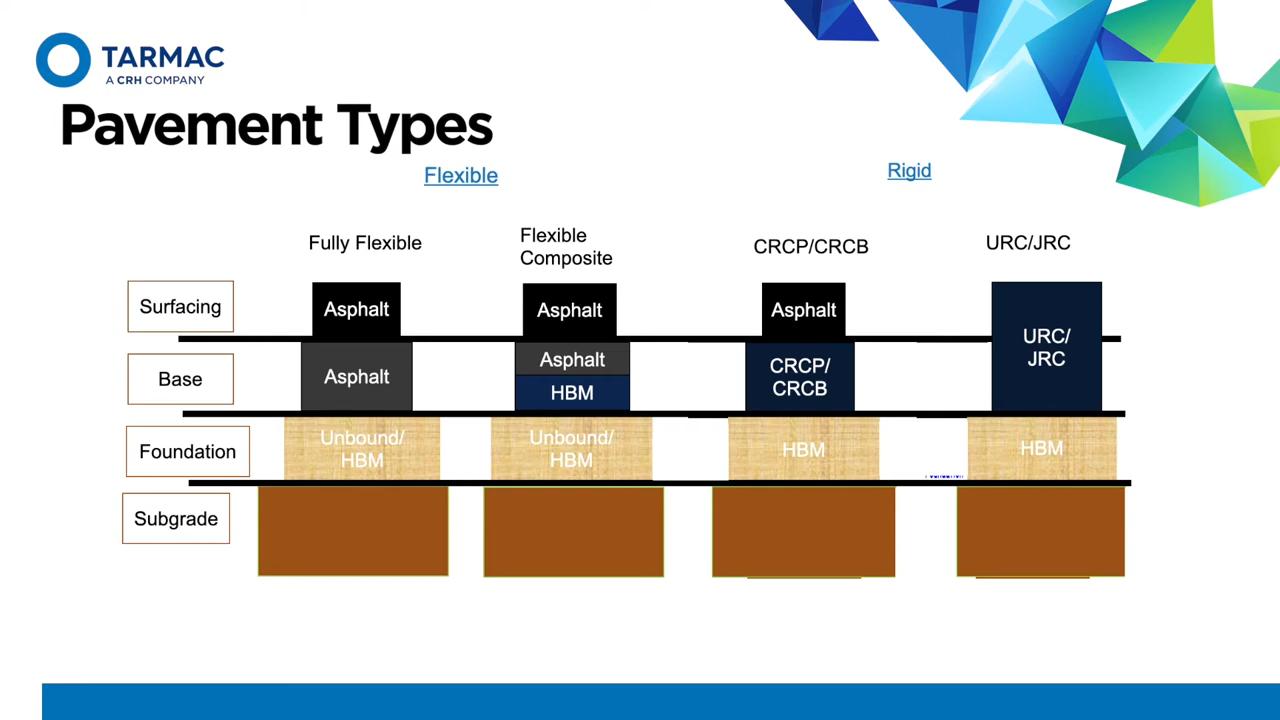 TARMAC
A CRH COMPANY
Pavement Types
Flexible
Rigid
Fully Flexible
Flexible
Composite
CRCP/CRCB
URC/JRC
Surfacing
Asphalt
Asphalt
Asphalt
URC/
JRC
Base
Asphalt
Asphalt
HBM
CRCP/
CRCB
Foundation
Unbound/
HBM
Unbound/
HBM
HBM
HBM
Subgrade